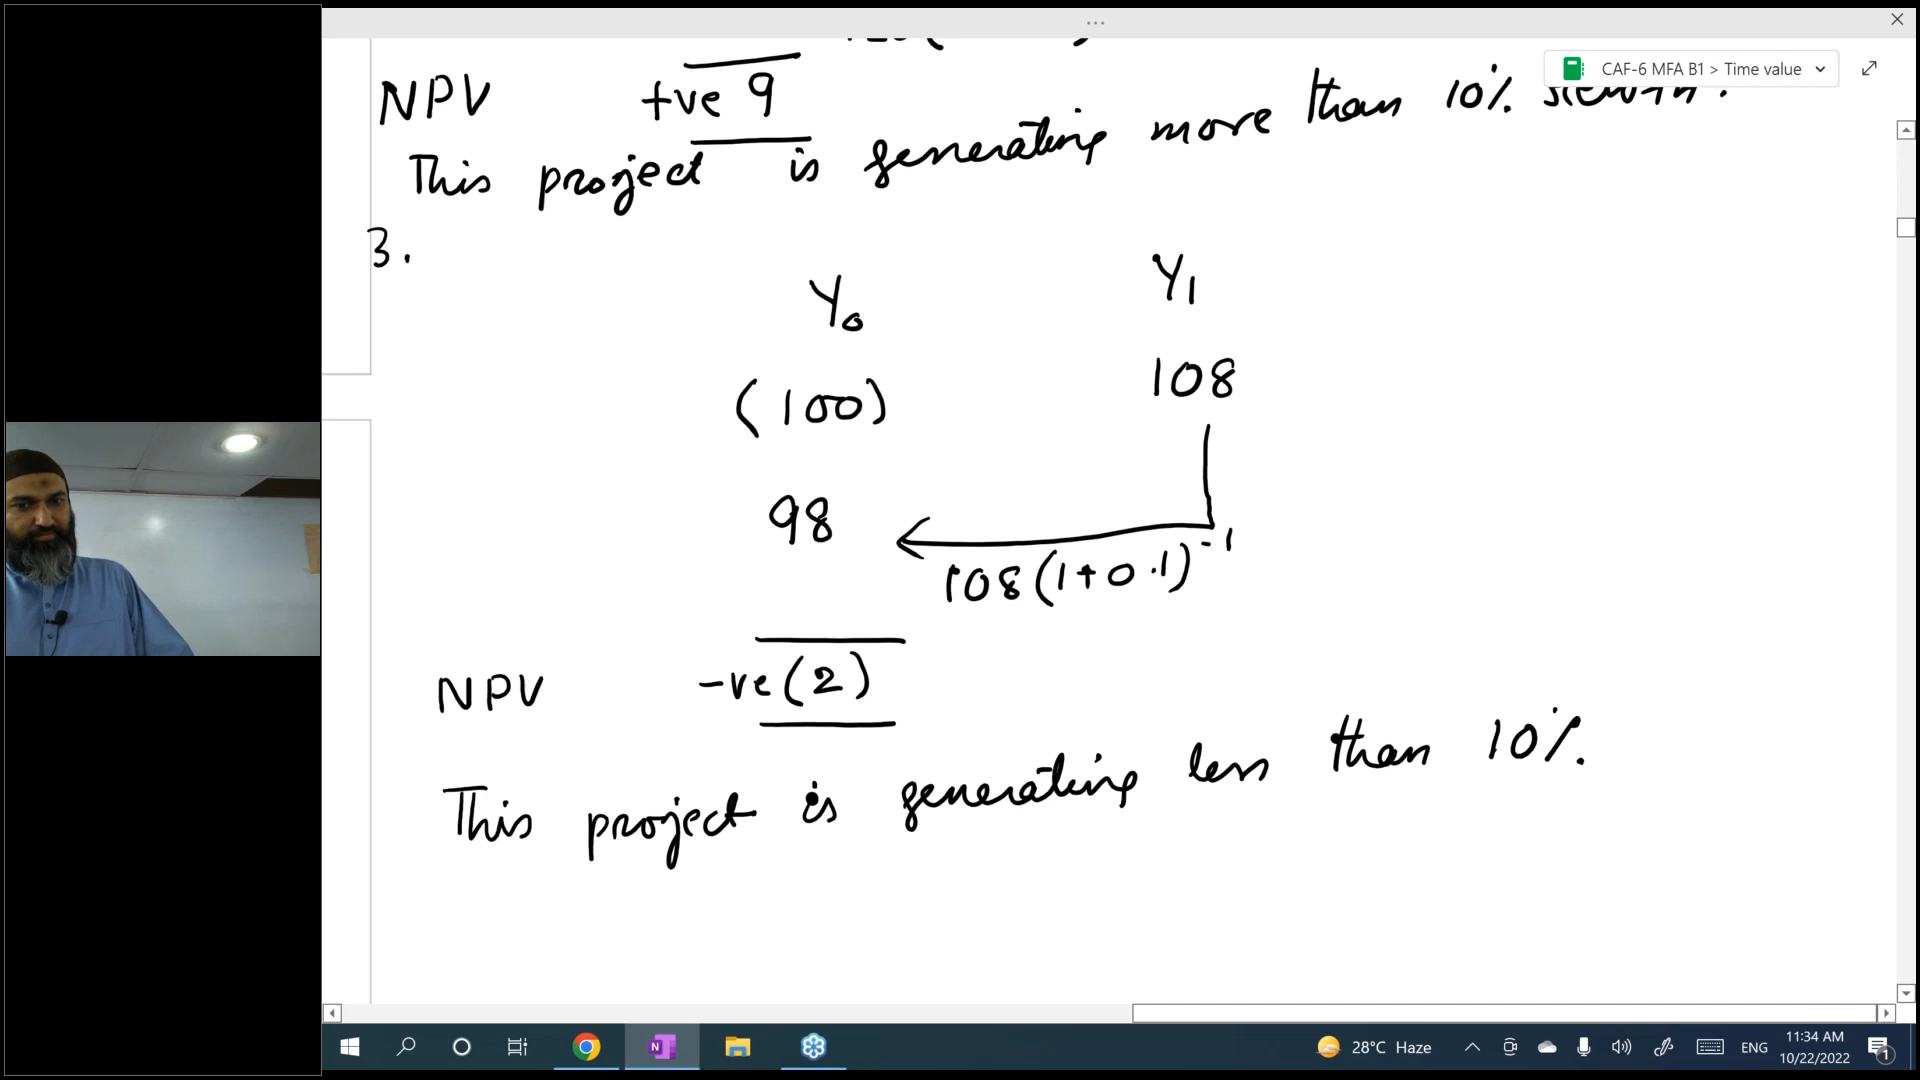 CAF-6 MFA B1 > Time value
NPV +ve 9
This project is generating more than 10%
3.
Y₀ Y₁
(100) 108
98
108(1+0.1)⁻¹
NPV -ve (2)
This project is generating less than 10%.
28°C Haze
ENG
11:34 AM
10/22/2022
1